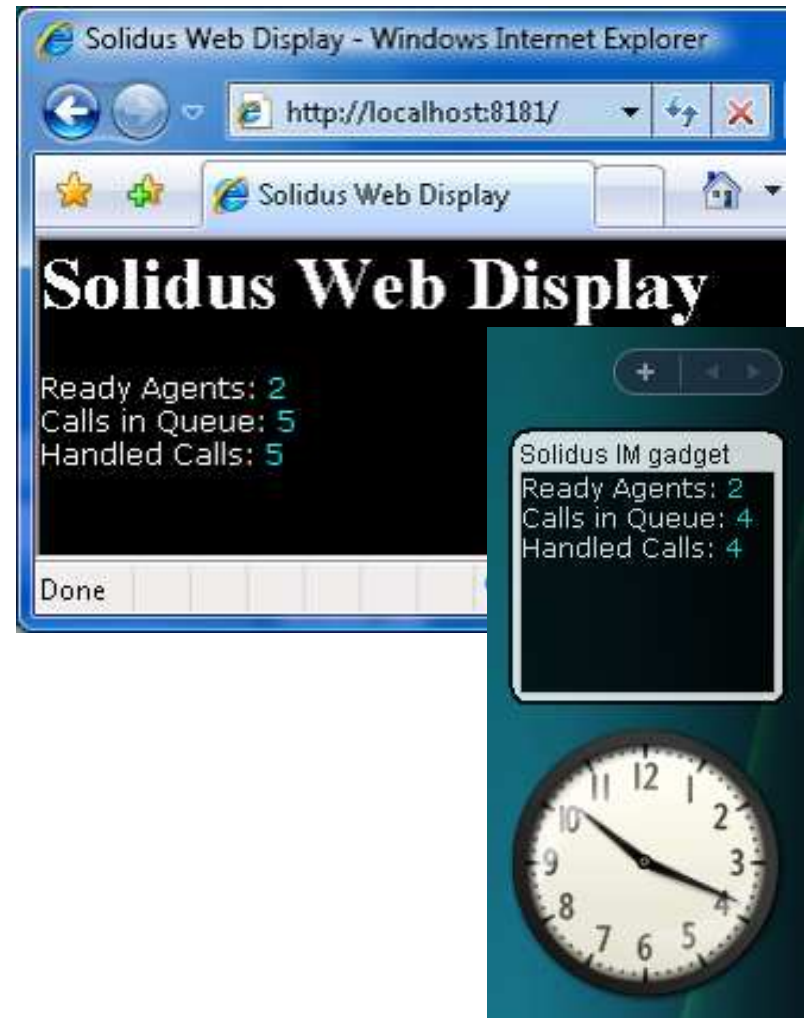 Solidus Web Display - Windows Internet Explorer
http://localhost:8181/
Solidus Web Display
Solidus Web Display
Ready Agents: 2
Calls in Queue: 5
Handled Calls: 5
Done
Solidus IM gadget
Ready Agents: 2
Calls in Queue: 4
Handled Calls: 4
12
1
2
3
4
5
6
7
8
9
10
11